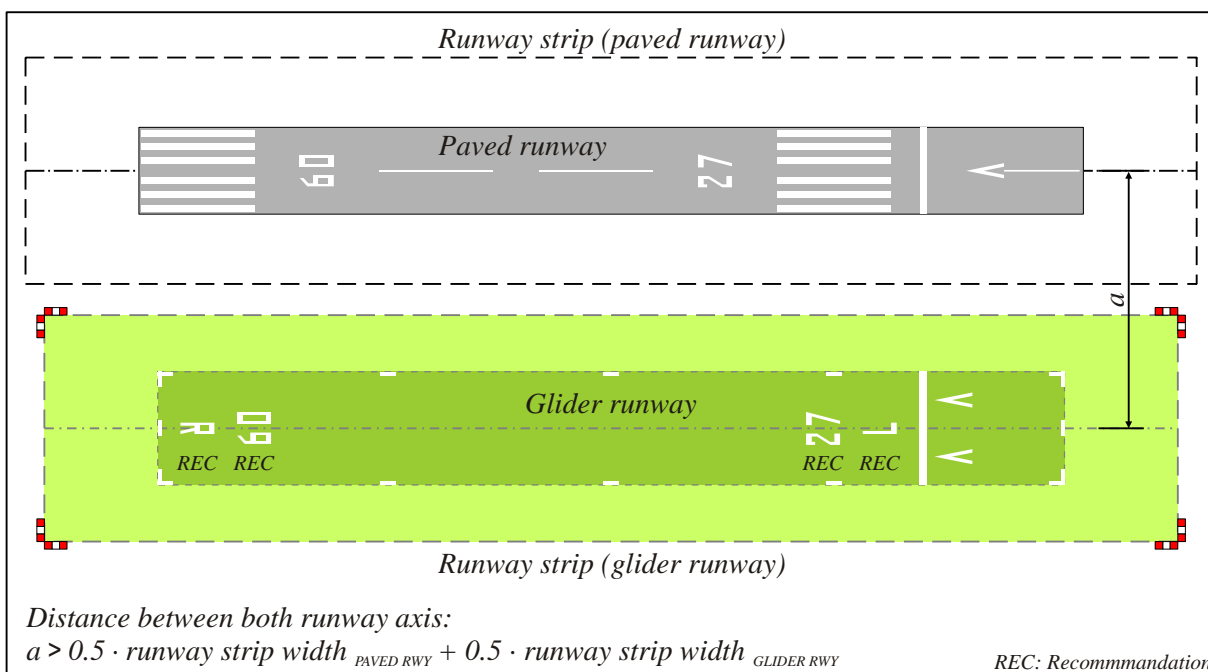 Runway strip (paved runway)
Paved runway
09
27
a
Glider runway
R 09
27 L
REC REC
REC REC
Runway strip (glider runway)
Distance between both runway axis:
a > 0.5 · runway strip width PAVED RWY + 0.5 · runway strip width GLIDER RWY
REC: Recommmandation